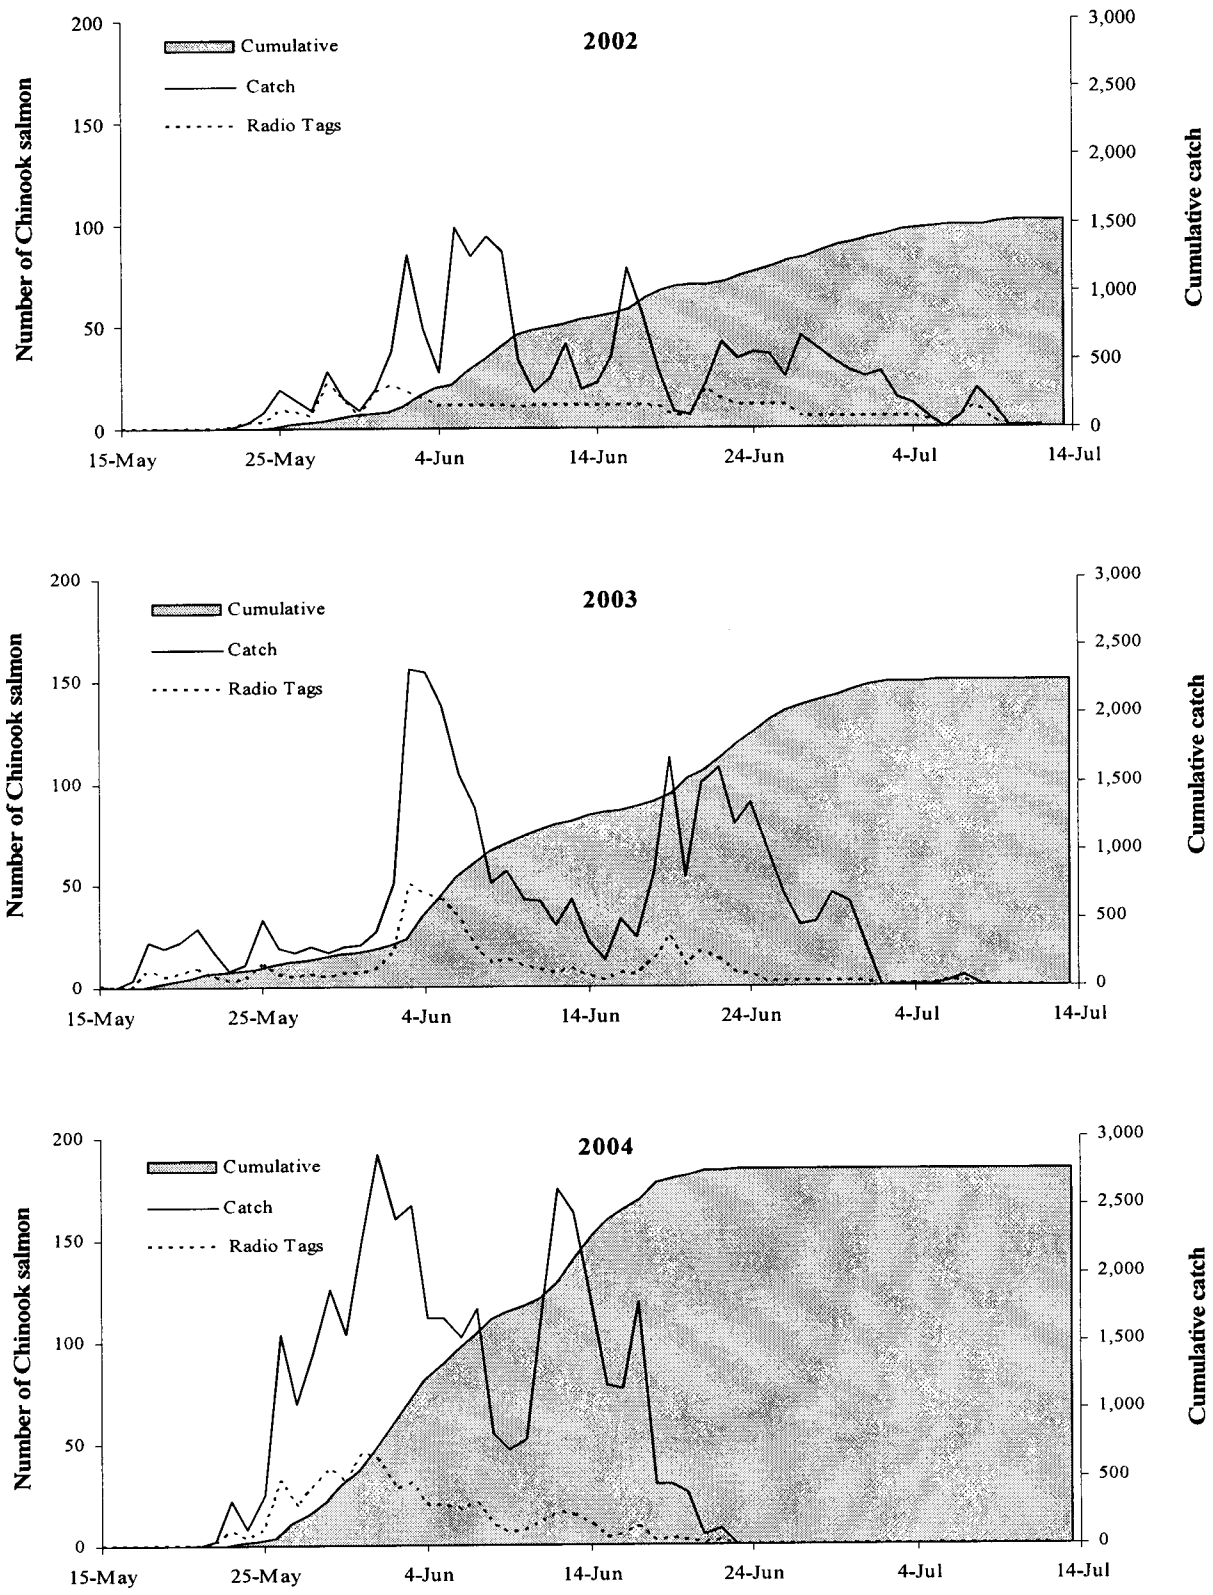 2002
Cumulative
Catch
Radio Tags
Number of Chinook salmon
200
150
100
50
0
3,000
2,500
2,000
1,500
1,000
500
0
Cumulative catch
15-May 25-May 4-Jun 14-Jun 24-Jun 4-Jul 14-Jul
2003
Cumulative
Catch
Radio Tags
Number of Chinook salmon
200
150
100
50
0
3,000
2,500
2,000
1,500
1,000
500
0
Cumulative catch
15-May 25-May 4-Jun 14-Jun 24-Jun 4-Jul 14-Jul
2004
Cumulative
Catch
Radio Tags
Number of Chinook salmon
200
150
100
50
0
3,000
2,500
2,000
1,500
1,000
500
0
Cumulative catch
15-May 25-May 4-Jun 14-Jun 24-Jun 4-Jul 14-Jul